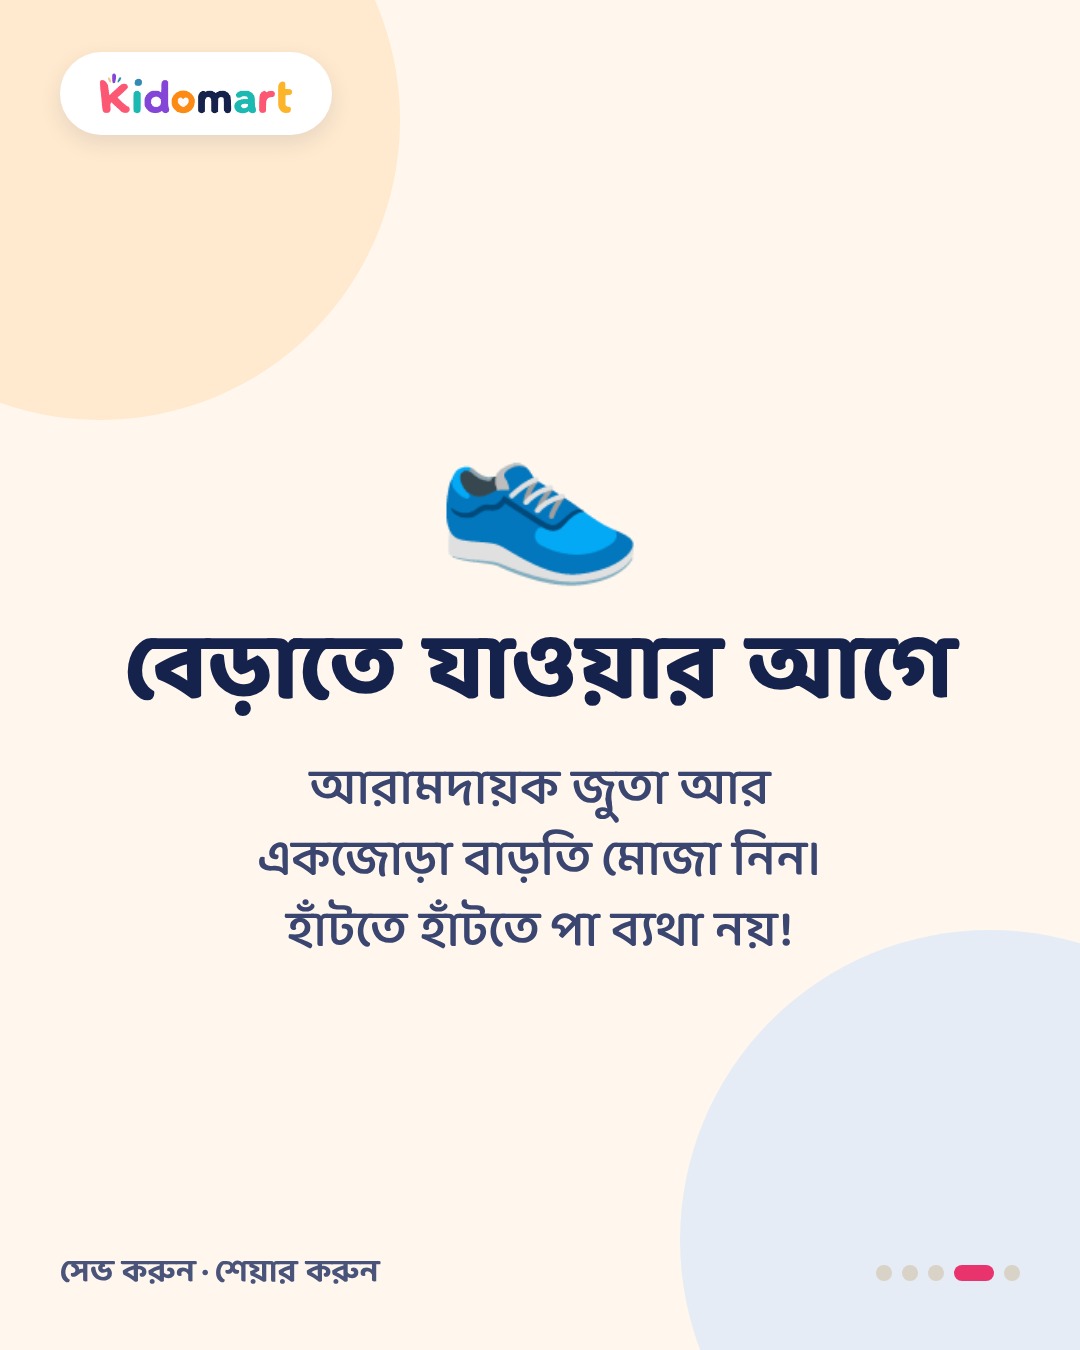 Kidomart
বেড়াতে যাওয়ার আগে
আরামদায়ক জুতা আর
একজোড়া বাড়তি মোজা নিন।
হাঁটতে হাঁটতে পা ব্যথা নয়!
সেভ করুন · শেয়ার করুন